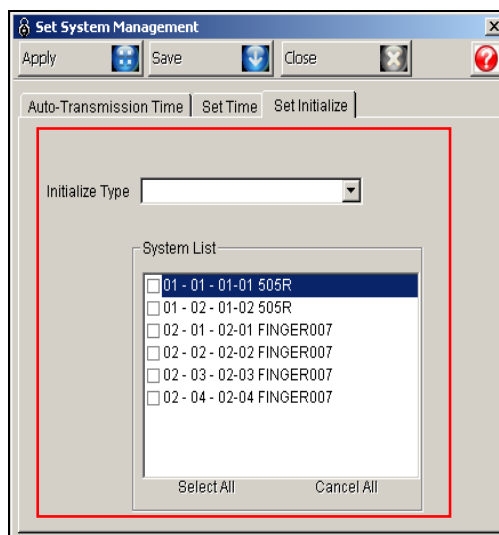 Set System Management
Apply Save Close
Auto-Transmission Time Set Time Set Initialize
Initialize Type
System List
01 - 01 - 01-01 505R
01 - 02 - 01-02 505R
02 - 01 - 02-01 FINGER007
02 - 02 - 02-02 FINGER007
02 - 03 - 02-03 FINGER007
02 - 04 - 02-04 FINGER007
Select All Cancel All